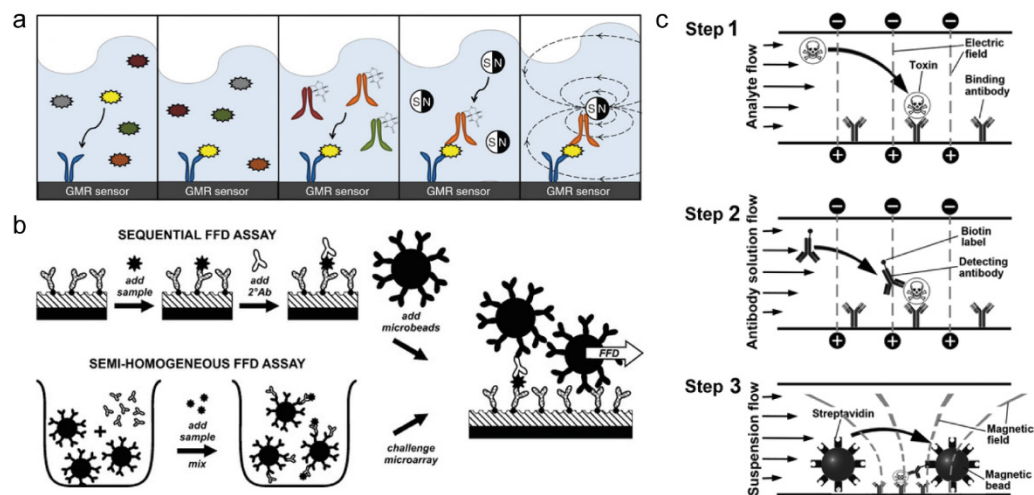 a
S N
S N
S N
S N
GMR sensor
GMR sensor
GMR sensor
GMR sensor
GMR sensor
b
SEQUENTIAL FFD ASSAY
add
sample
add
2°Ab
add
microbeads
FFD
SEMI-HOMOGENEOUS FFD ASSAY
+
add
sample
mix
challenge
microarray
c
Step 1
Analyte flow
− − −
Electric
field
Toxin
Binding
antibody
+ + +
Step 2
Antibody solution flow
− − −
Biotin
label
Detecting
antibody
+ + +
Step 3
Suspension flow
Streptavidin
Magnetic
field
Magnetic
bead